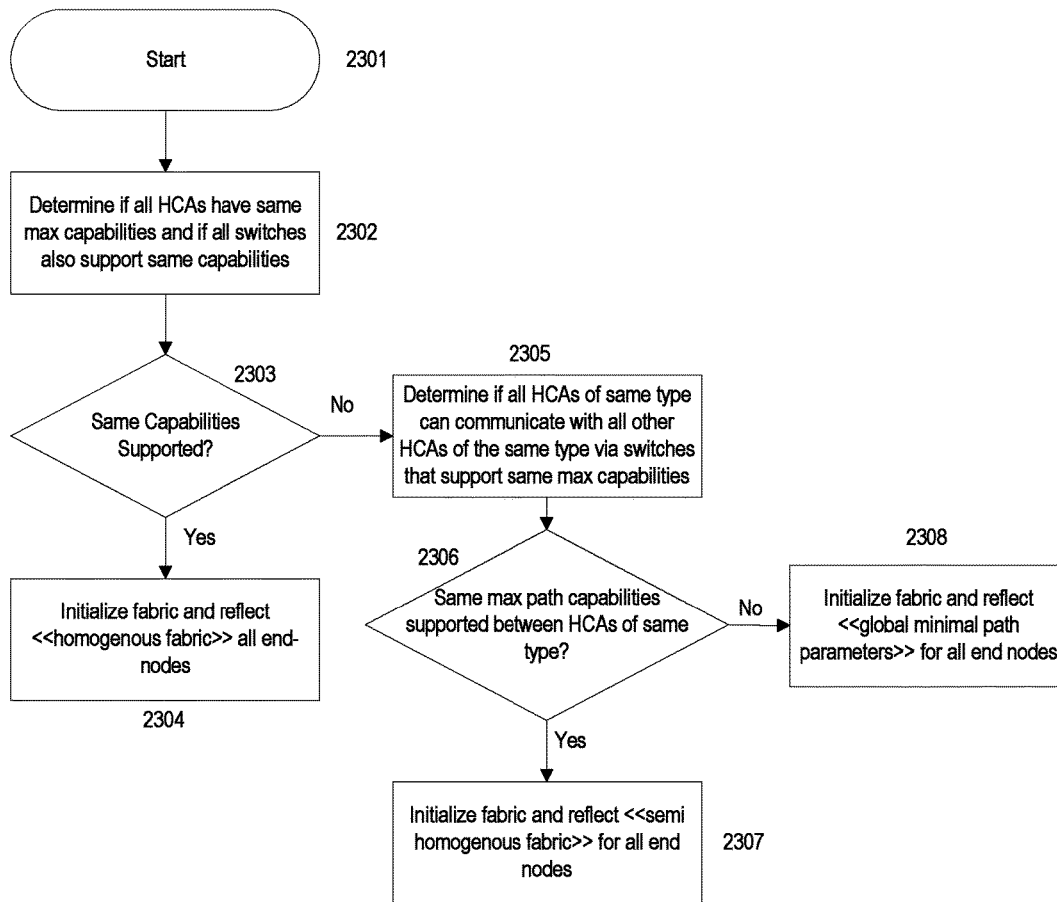 Start
2301
Determine if all HCAs have same
max capabilities and if all switches
also support same capabilities
2302
2303
Same Capabilities
Supported?
No
Yes
Initialize fabric and reflect
<<homogenous fabric>> all end-
nodes
2304
2305
Determine if all HCAs of same type
can communicate with all other
HCAs of the same type via switches
that support same max capabilities
2306
Same max path capabilities
supported between HCAs of same
type?
No
Yes
2308
Initialize fabric and reflect
<<global minimal path
parameters>> for all end nodes
Initialize fabric and reflect <<semi
homogenous fabric>> for all end
nodes
2307